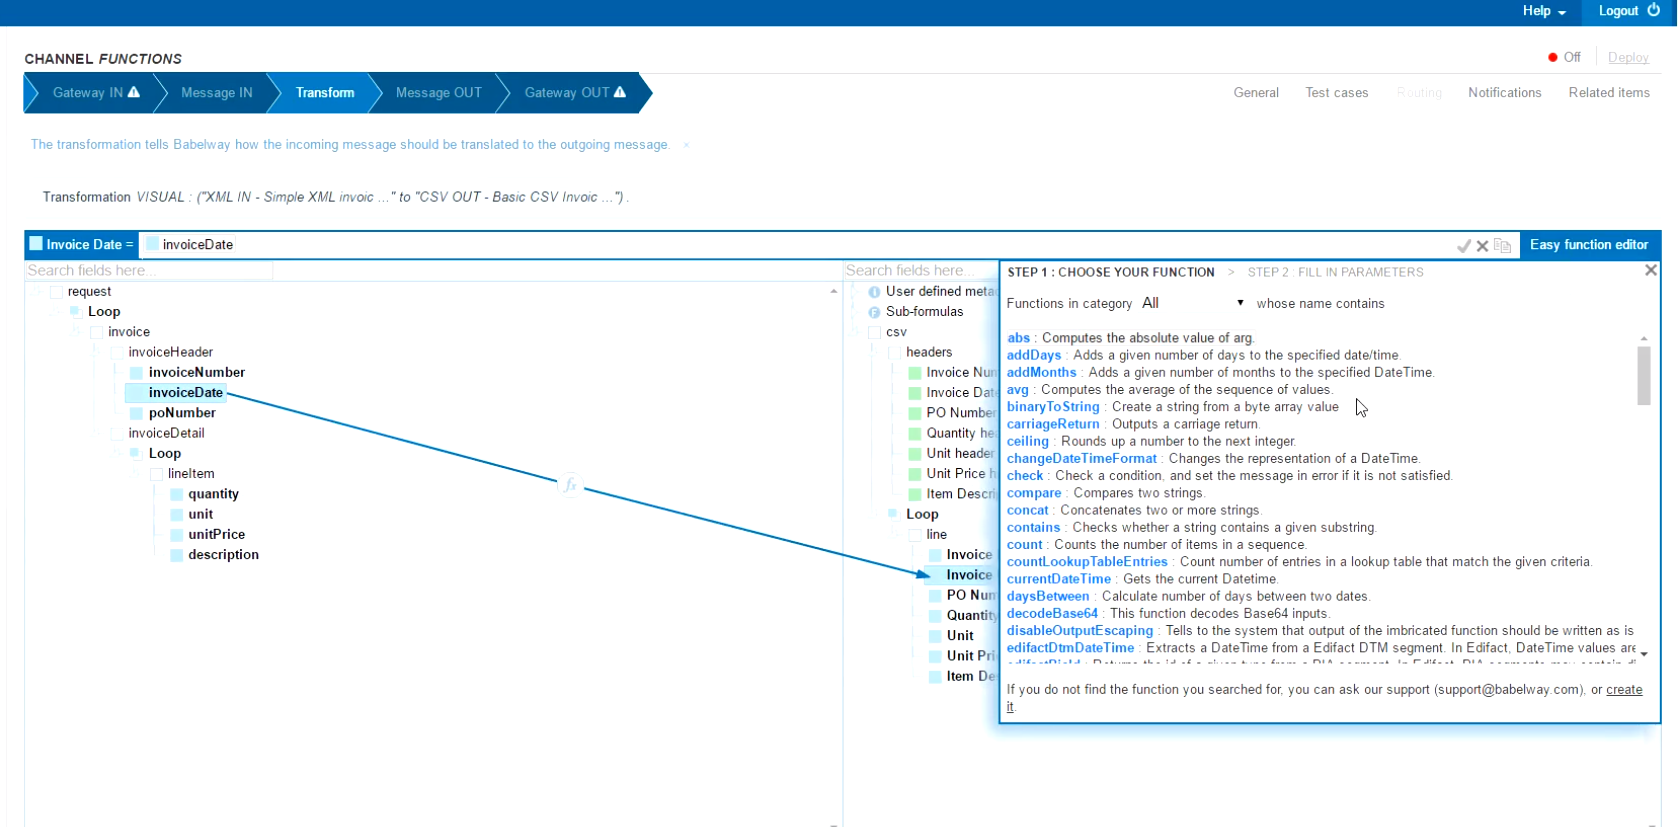 Help
Logout
CHANNEL FUNCTIONS
Off
Deploy
Gateway IN
Message IN
Transform
Message OUT
Gateway OUT
General
Test cases
Routing
Notifications
Related items
The transformation tells Babelway how the incoming message should be translated to the outgoing message. ×
Transformation VISUAL : ("XML IN - Simple XML invoic ..." to "CSV OUT - Basic CSV Invoic ...") .
Invoice Date =
invoiceDate
Easy function editor
Search fields here...
request
Loop
invoice
invoiceHeader
invoiceNumber
invoiceDate
poNumber
invoiceDetail
Loop
lineItem
quantity
unit
unitPrice
description
fx
Search fields here...
User defined meta
Sub-formulas
csv
headers
Invoice Num
Invoice Date
PO Number
Quantity he
Unit header
Unit Price h
Item Descri
Loop
line
Invoice
Invoice
PO Num
Quantity
Unit
Unit Pri
Item De
STEP 1 : CHOOSE YOUR FUNCTION > STEP 2 : FILL IN PARAMETERS
Functions in category All whose name contains
abs : Computes the absolute value of arg.
addDays : Adds a given number of days to the specified date/time.
addMonths : Adds a given number of months to the specified DateTime.
avg : Computes the average of the sequence of values.
binaryToString : Create a string from a byte array value
carriageReturn : Outputs a carriage return.
ceiling : Rounds up a number to the next integer.
changeDateTimeFormat : Changes the representation of a DateTime.
check : Check a condition, and set the message in error if it is not satisfied.
compare : Compares two strings.
concat : Concatenates two or more strings.
contains : Checks whether a string contains a given substring.
count : Counts the number of items in a sequence.
countLookupTableEntries : Count number of entries in a lookup table that match the given criteria.
currentDateTime : Gets the current Datetime.
daysBetween : Calculate number of days between two dates.
decodeBase64 : This function decodes Base64 inputs.
disableOutputEscaping : Tells to the system that output of the imbricated function should be written as is
edifactDtmDateTime : Extracts a DateTime from a Edifact DTM segment. In Edifact, DateTime values are
If you do not find the function you searched for, you can ask our support (support@babelway.com), or create
it.